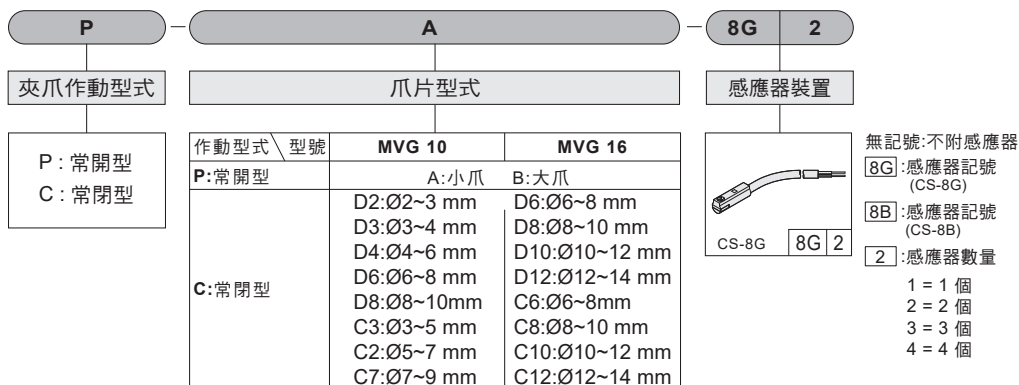 P – A – 8G 2
夾爪作動型式
爪片型式
感應器裝置
P : 常開型
C : 常閉型
作動型式 型號 MVG 10 MVG 16
P:常開型 A:小爪 B:大爪
C:常閉型
D2:Ø2~3 mm D6:Ø6~8 mm
D3:Ø3~4 mm D8:Ø8~10 mm
D4:Ø4~6 mm D10:Ø10~12 mm
D6:Ø6~8 mm D12:Ø12~14 mm
D8:Ø8~10mm C6:Ø6~8mm
C3:Ø3~5 mm C8:Ø8~10 mm
C2:Ø5~7 mm C10:Ø10~12 mm
C7:Ø7~9 mm C12:Ø12~14 mm
CS-8G 8G 2
無記號:不附感應器
8G :感應器記號
(CS-8G)
8B :感應器記號
(CS-8B)
2 :感應器數量
1 = 1 個
2 = 2 個
3 = 3 個
4 = 4 個